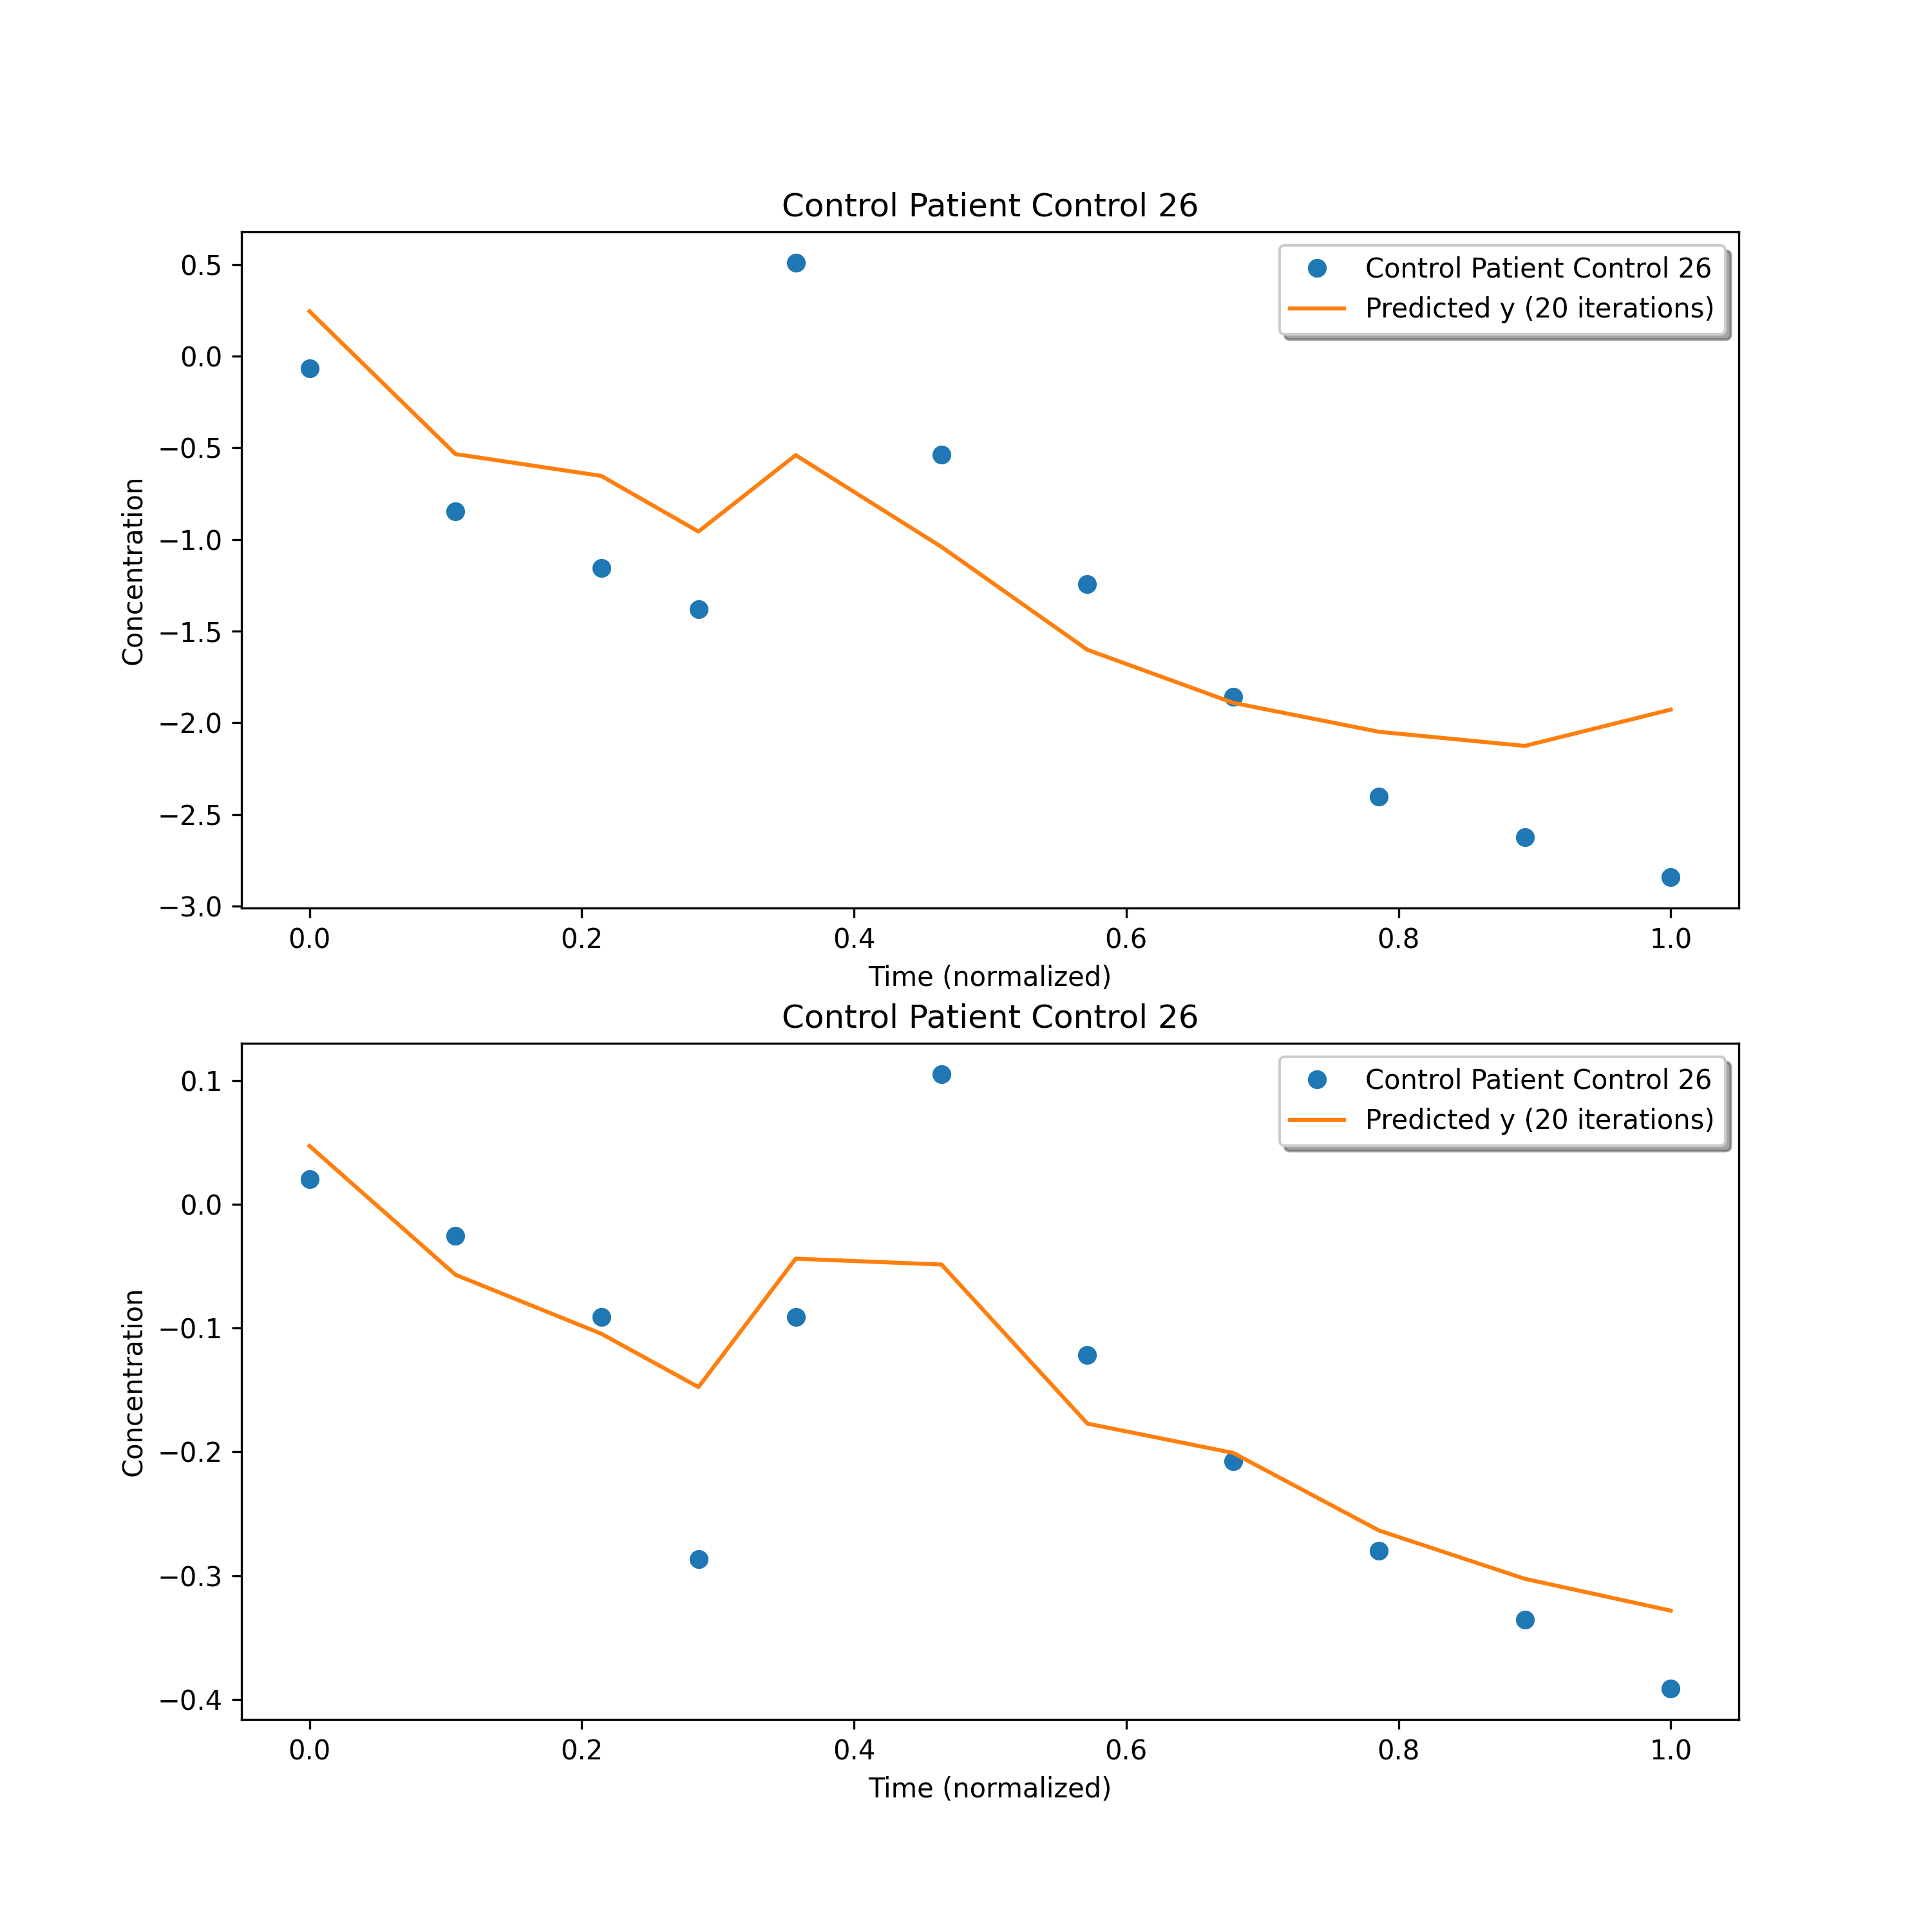 Control Patient Control 26
Control Patient Control 26
Predicted y (20 iterations)
0.5
0.0
−0.5
−1.0
−1.5
−2.0
−2.5
−3.0
Concentration
0.0 0.2 0.4 0.6 0.8 1.0
Time (normalized)
Control Patient Control 26
Control Patient Control 26
Predicted y (20 iterations)
0.1
0.0
−0.1
−0.2
−0.3
−0.4
Concentration
0.0 0.2 0.4 0.6 0.8 1.0
Time (normalized)